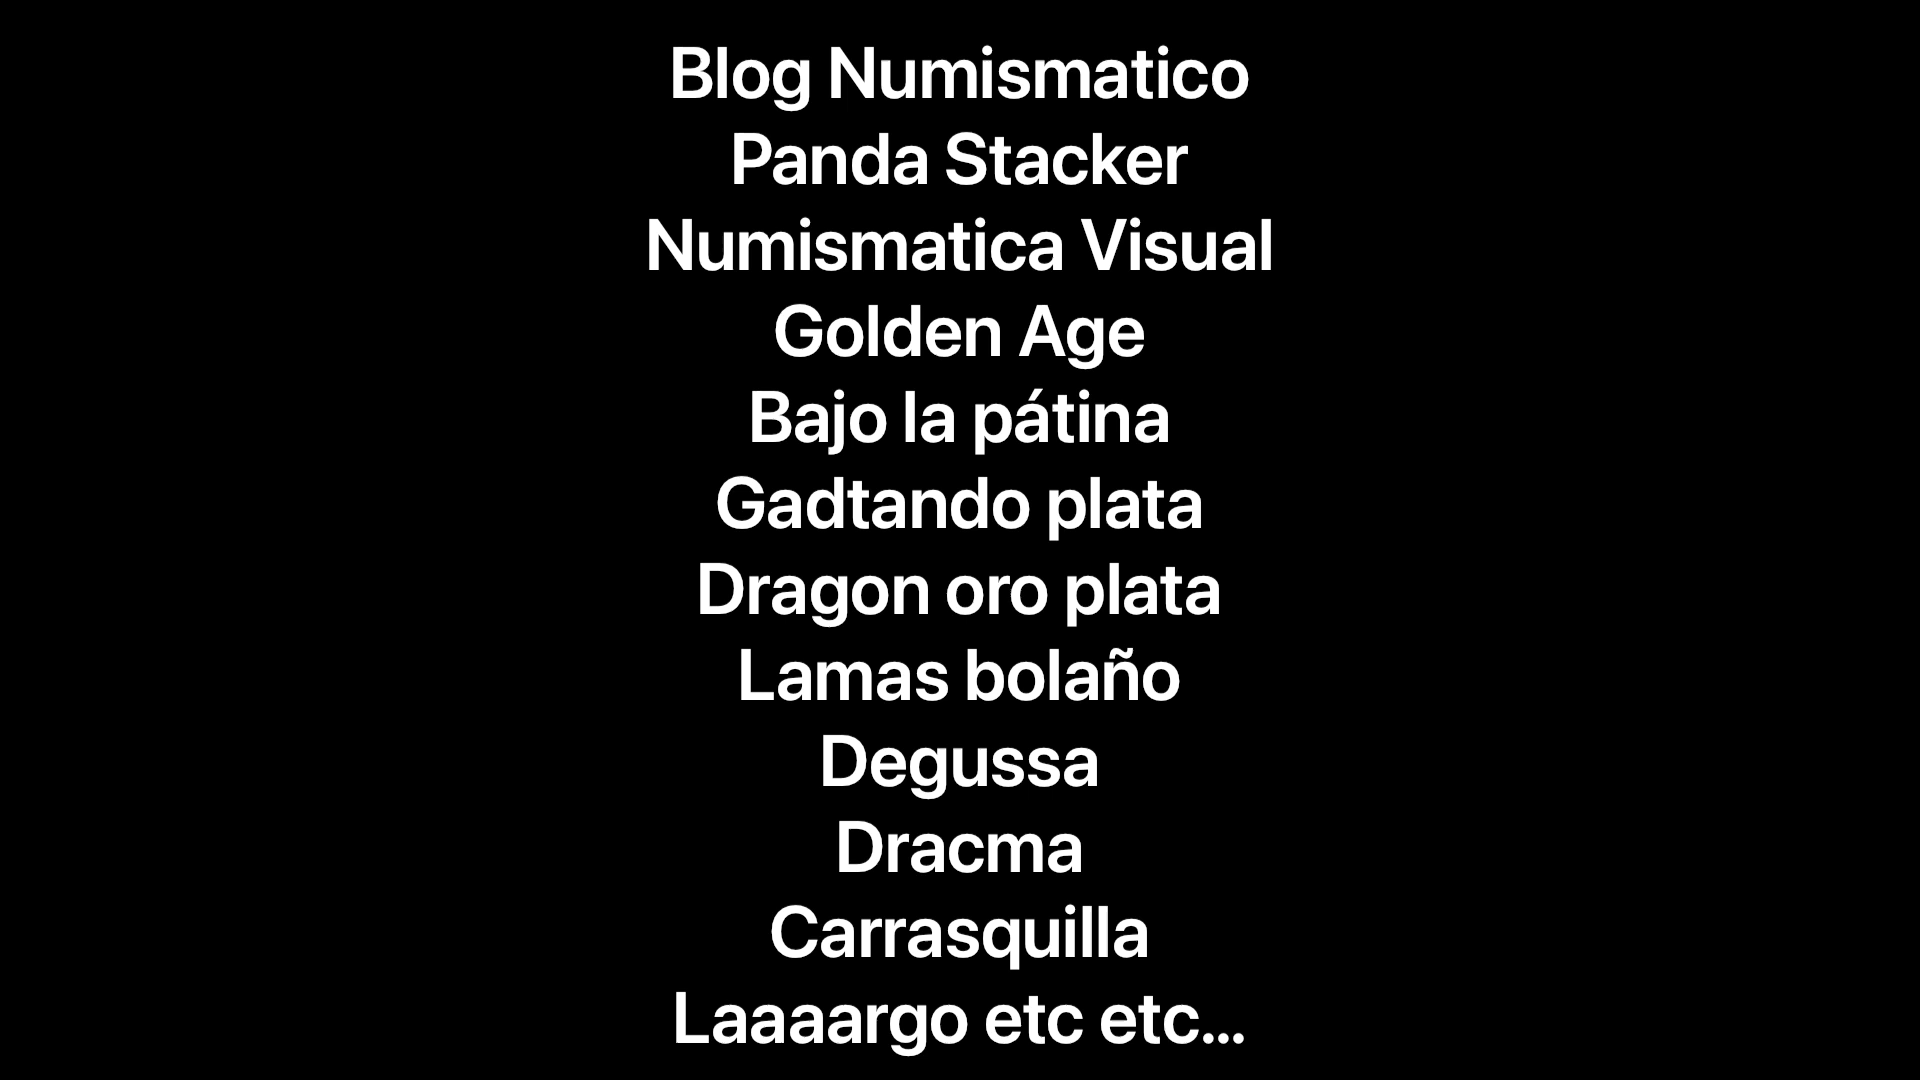 Blog Numismatico
Panda Stacker
Numismatica Visual
Golden Age
Bajo la pátina
Gadtando plata
Dragon oro plata
Lamas bolaño
Degussa
Dracma
Carrasquilla
Laaaargo etc etc...